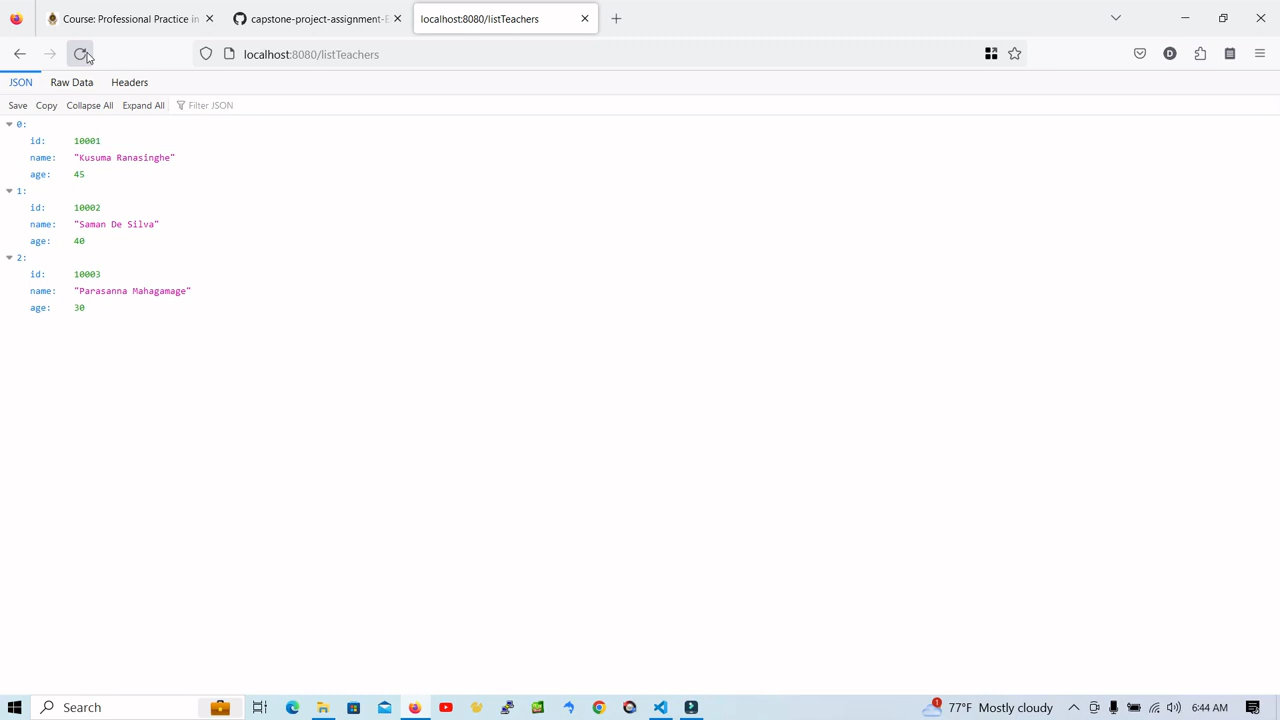 Course: Professional Practice in
capstone-project-assignment-E
localhost:8080/listTeachers
localhost:8080/listTeachers
D
JSON
Raw Data
Headers
Save
Copy
Collapse All
Expand All
Filter JSON
0:
id: 10001
name: "Kusuma Ranasinghe"
age: 45
1:
id: 10002
name: "Saman De Silva"
age: 40
2:
id: 10003
name: "Parasanna Mahagamage"
age: 30
Search
1
77°F Mostly cloudy
6:44 AM